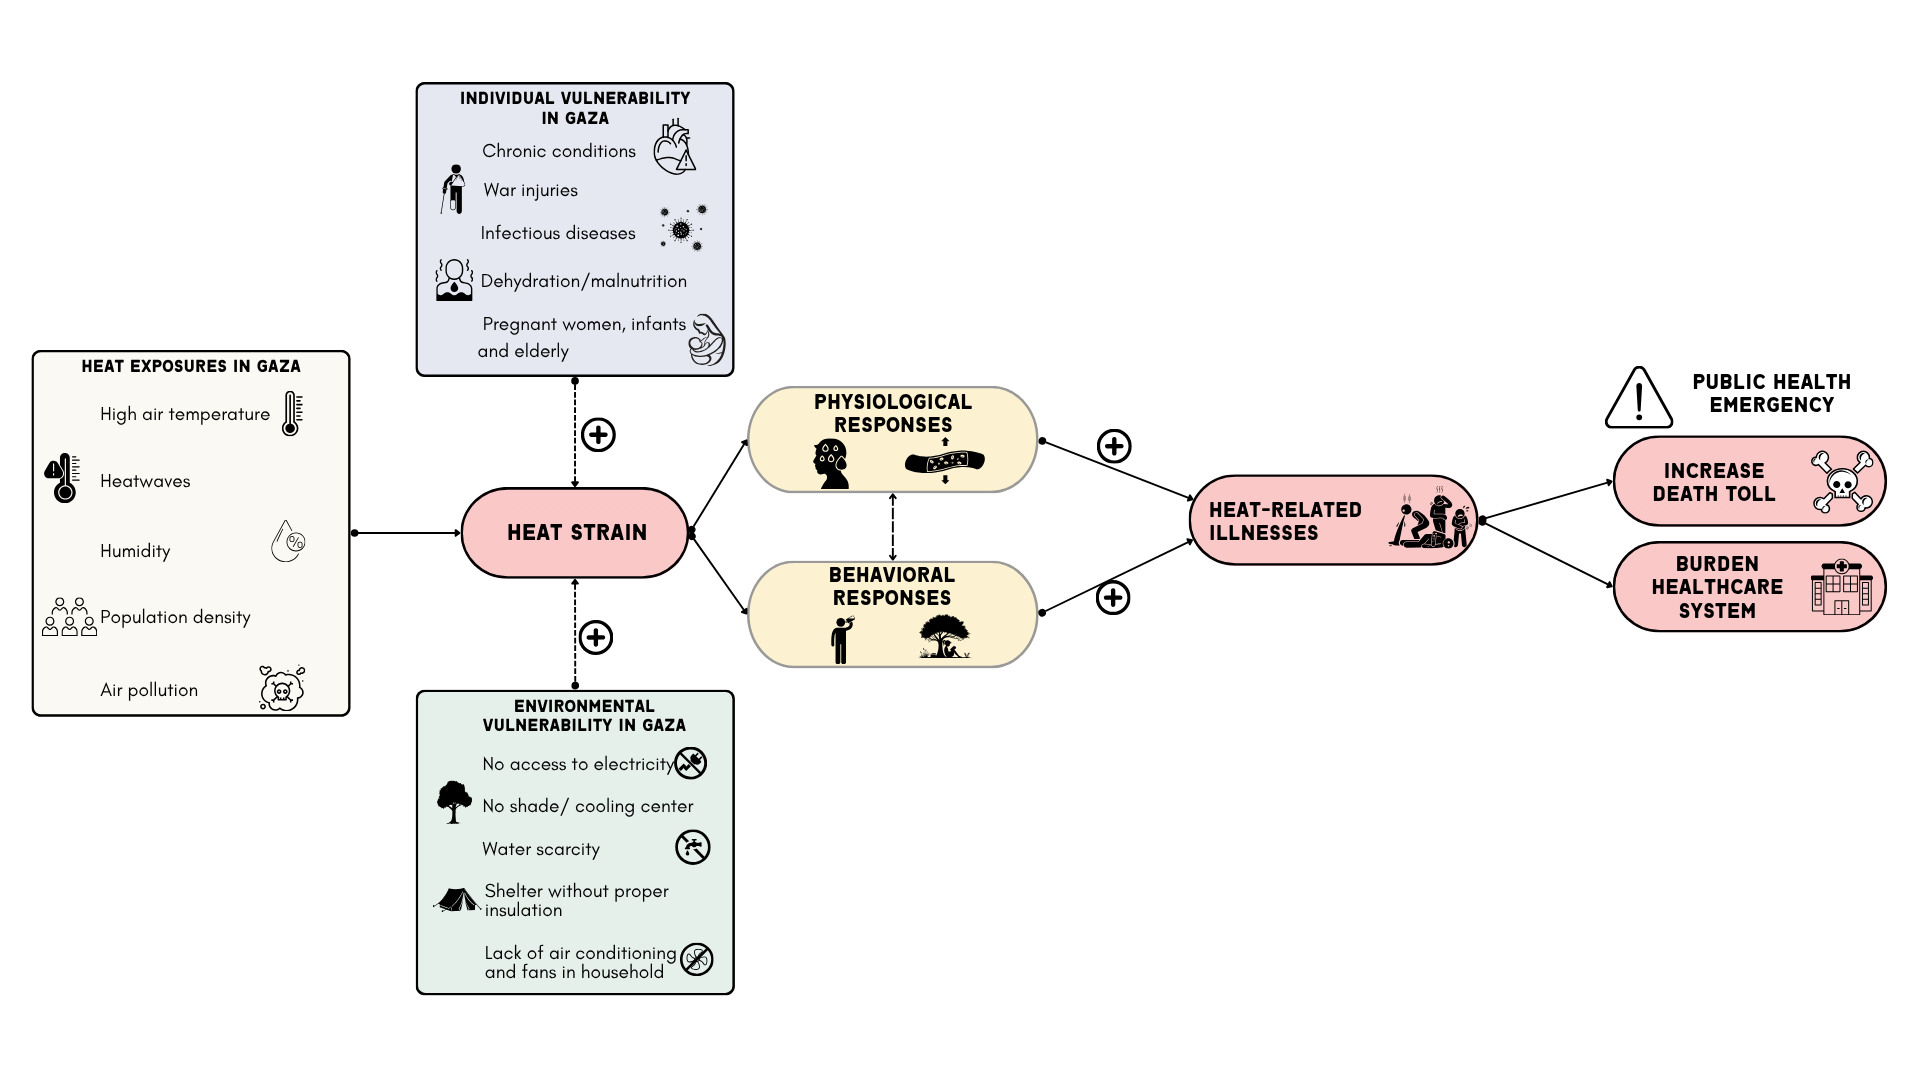 INDIVIDUAL VULNERABILITY
IN GAZA
Chronic conditions
War injuries
Infectious diseases
Dehydration/malnutrition
Pregnant women, infants
and elderly
HEAT EXPOSURES IN GAZA
High air temperature
Heatwaves
Humidity
%
Population density
Air pollution
HEAT STRAIN
ENVIRONMENTAL
VULNERABILITY IN GAZA
No access to electricity
No shade/ cooling center
Water scarcity
Shelter without proper
insulation
Lack of air conditioning
and fans in household
PHYSIOLOGICAL
RESPONSES
BEHAVIORAL
RESPONSES
HEAT-RELATED
ILLNESSES
PUBLIC HEALTH
EMERGENCY
INCREASE
DEATH TOLL
BURDEN
HEALTHCARE
SYSTEM